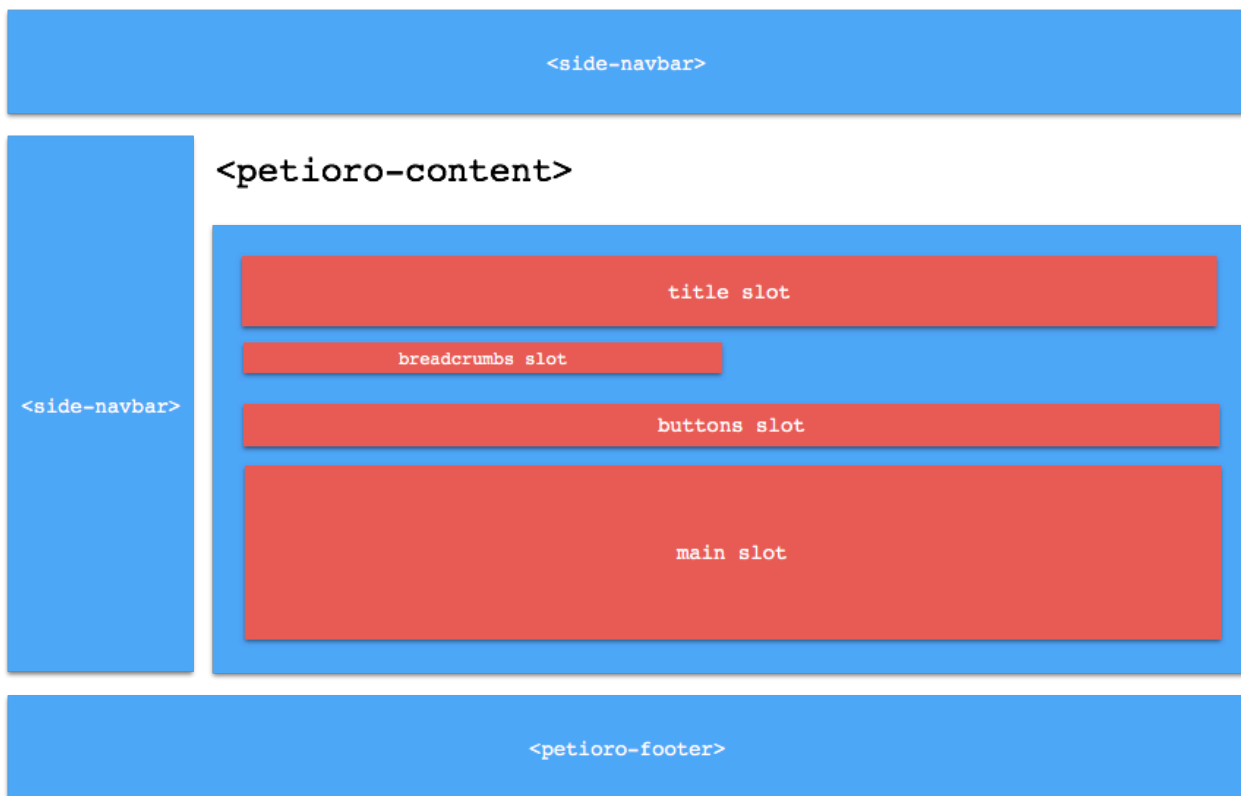 <side-navbar>
<petioro-content>
title slot
breadcrumbs slot
<side-navbar>
buttons slot
main slot
<petioro-footer>